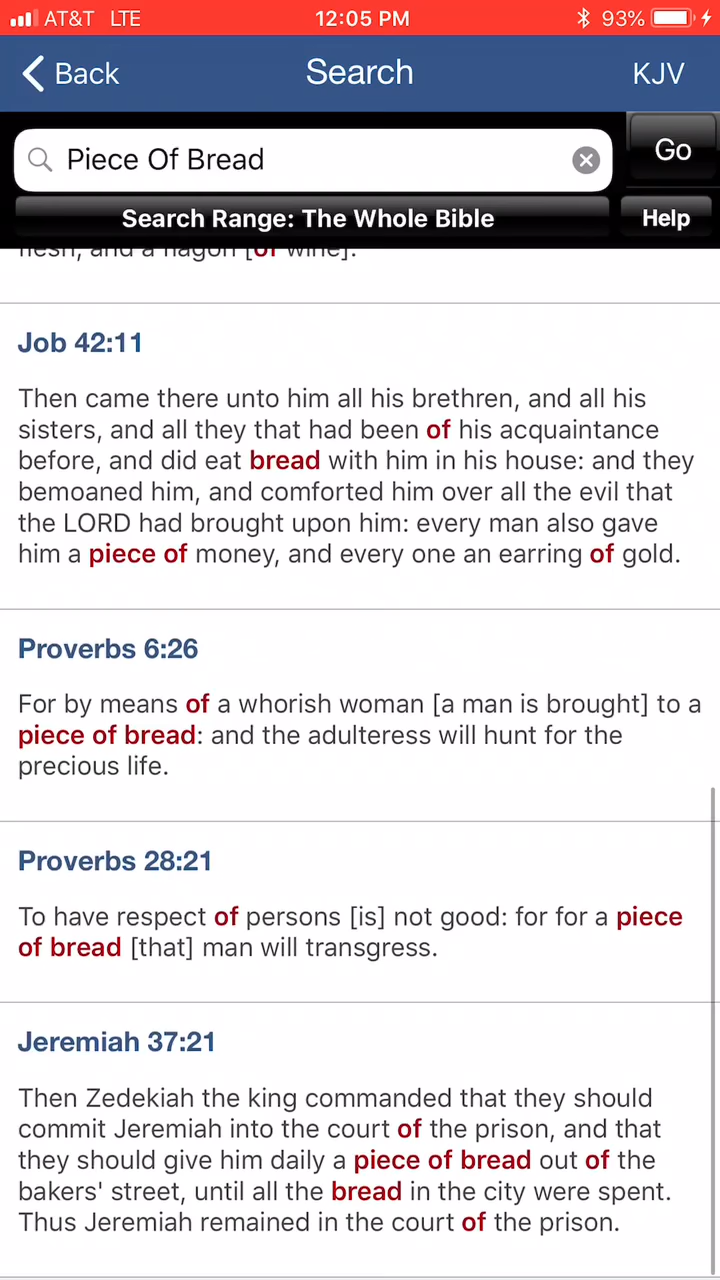 AT&T LTE 12:05 PM 93%
Back Search KJV
Piece Of Bread Go
Search Range: The Whole Bible Help
flesh, and a flagon [of wine].
Job 42:11
Then came there unto him all his brethren, and all his
sisters, and all they that had been of his acquaintance
before, and did eat bread with him in his house: and they
bemoaned him, and comforted him over all the evil that
the LORD had brought upon him: every man also gave
him a piece of money, and every one an earring of gold.
Proverbs 6:26
For by means of a whorish woman [a man is brought] to a
piece of bread: and the adulteress will hunt for the
precious life.
Proverbs 28:21
To have respect of persons [is] not good: for for a piece
of bread [that] man will transgress.
Jeremiah 37:21
Then Zedekiah the king commanded that they should
commit Jeremiah into the court of the prison, and that
they should give him daily a piece of bread out of the
bakers' street, until all the bread in the city were spent.
Thus Jeremiah remained in the court of the prison.